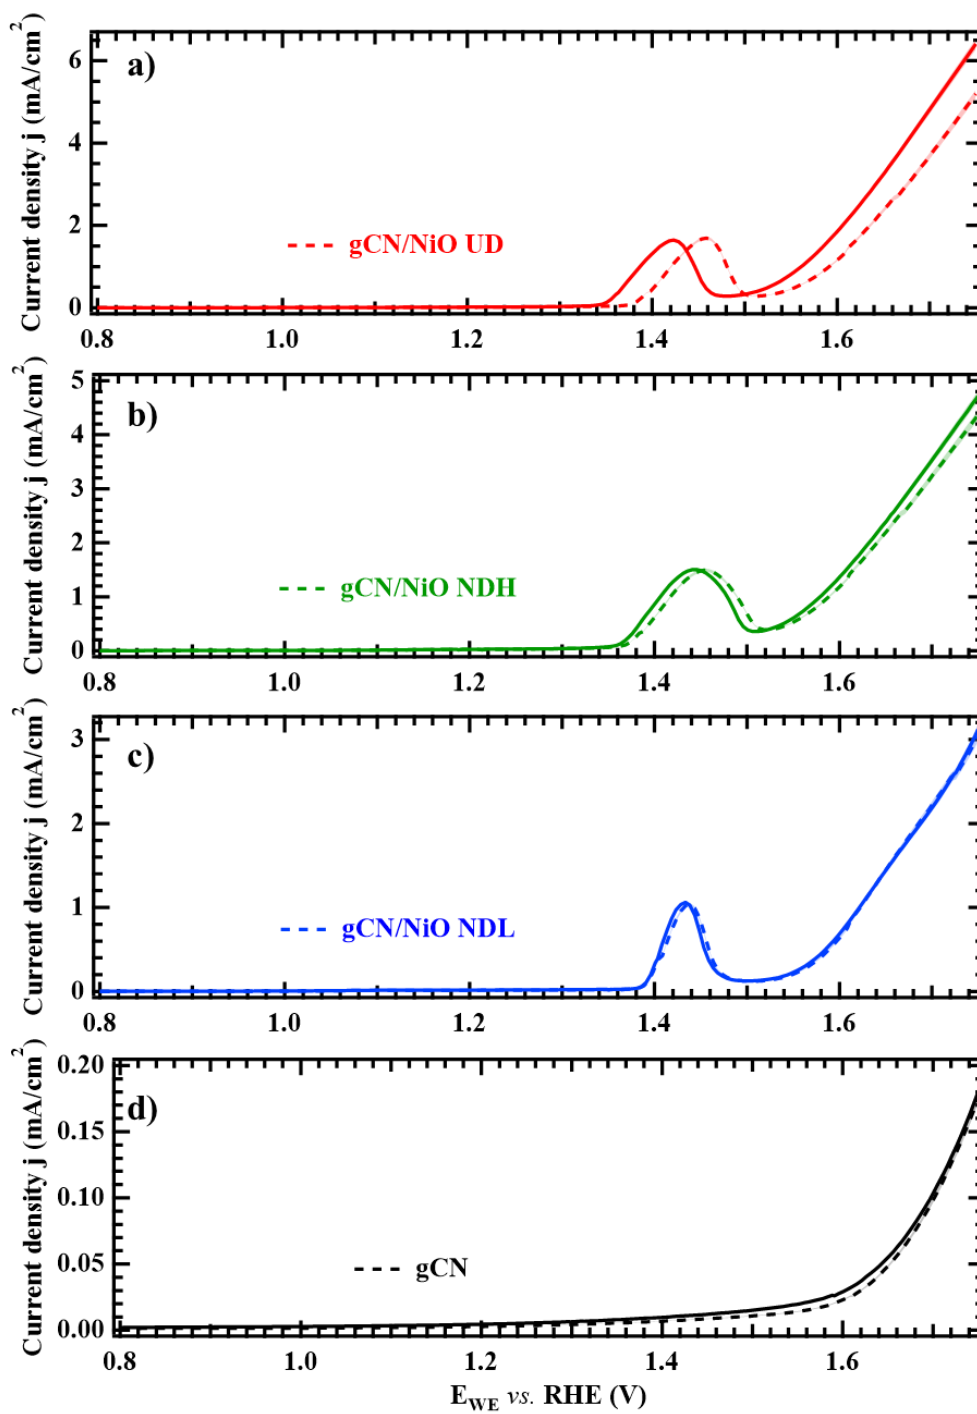 a)
Current density j (mA/cm2)
6
4
2
0
gCN/NiO UD
0.8 1.0 1.2 1.4 1.6
b)
Current density j (mA/cm2)
5
4
3
2
1
0
gCN/NiO NDH
0.8 1.0 1.2 1.4 1.6
c)
Current density j (mA/cm2)
3
2
1
0
gCN/NiO NDL
0.8 1.0 1.2 1.4 1.6
d)
Current density j (mA/cm2)
0.20
0.15
0.10
0.05
0.00
gCN
0.8 1.0 1.2 1.4 1.6
EWE vs. RHE (V)